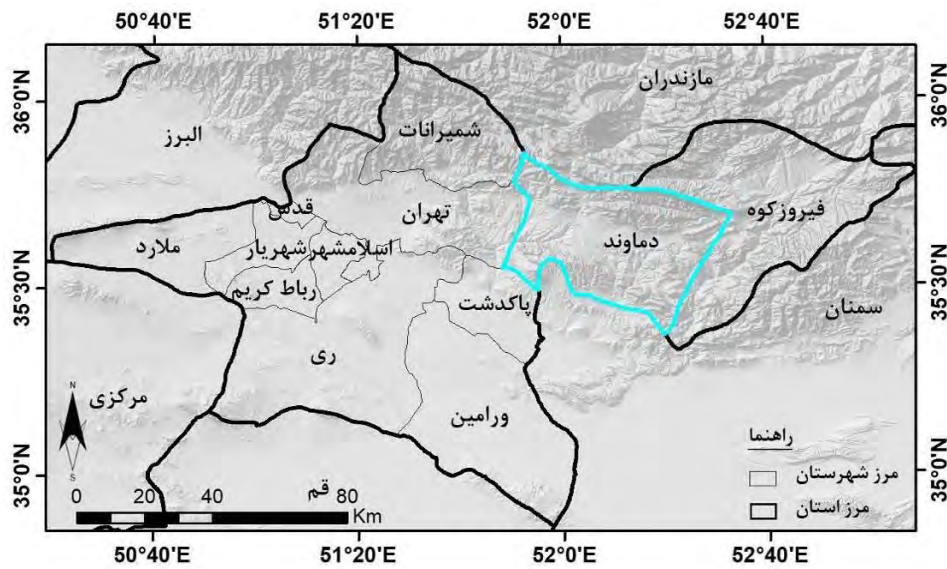 50°40'E 51°20'E 52°0'E 52°40'E
36°0'N 36°0'N
مازندران
شمیرانات
البرز
قدس
تهران
فیروزکوه
ملارد
اسلامشهر شهریار
دماوند
35°30'N 35°30'N
رباط کریم
پاکدشت
سمنان
ری
مرکزی
ورامین
راهنما
مرز شهرستان
مرز استان
35°0'N 35°0'N
N
S
قم
0 20 40 80
Km
50°40'E 51°20'E 52°0'E 52°40'E